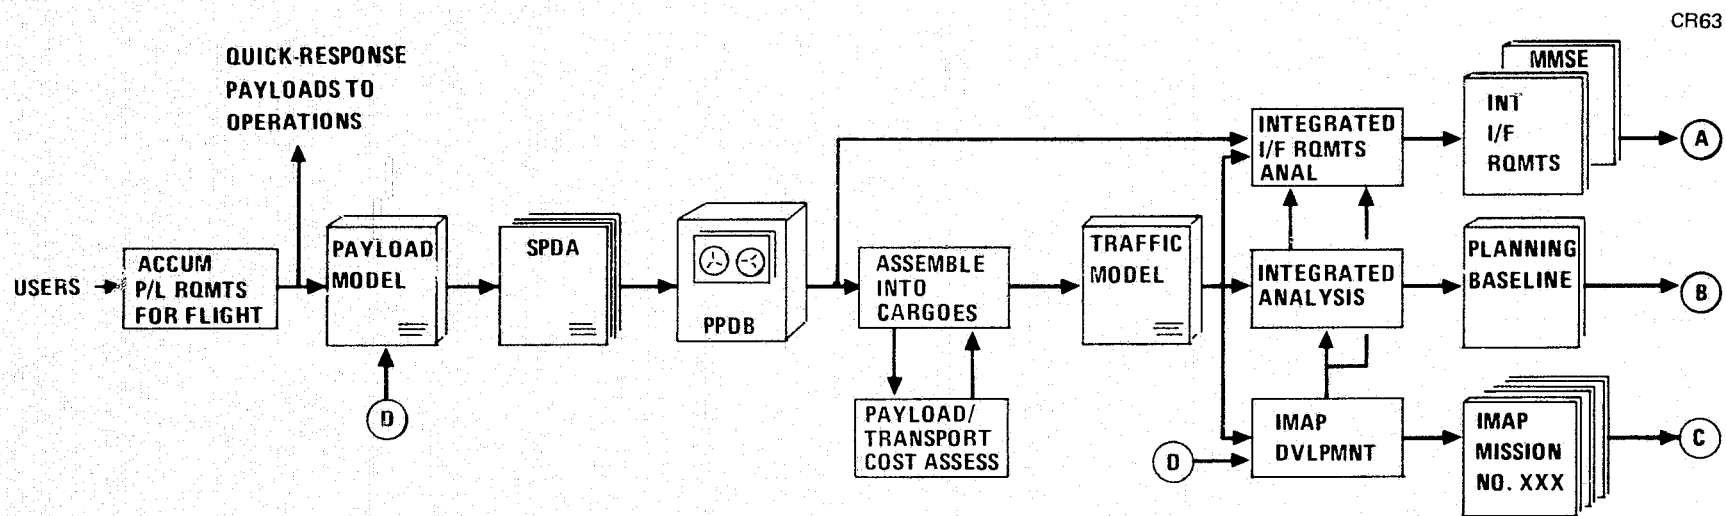 CR63
QUICK-RESPONSE
PAYLOADS TO
OPERATIONS
USERS
ACCUM
P/L RQMTS
FOR FLIGHT
PAYLOAD
MODEL
D
SPDA
PPDB
ASSEMBLE
INTO
CARGOES
PAYLOAD/
TRANSPORT
COST ASSESS
TRAFFIC
MODEL
INTEGRATED
I/F RQMTS
ANAL
INTEGRATED
ANALYSIS
D
IMAP
DVLPMNT
MMSE
INT
I/F
RQMTS
A
PLANNING
BASELINE
B
IMAP
MISSION
NO. XXX
C